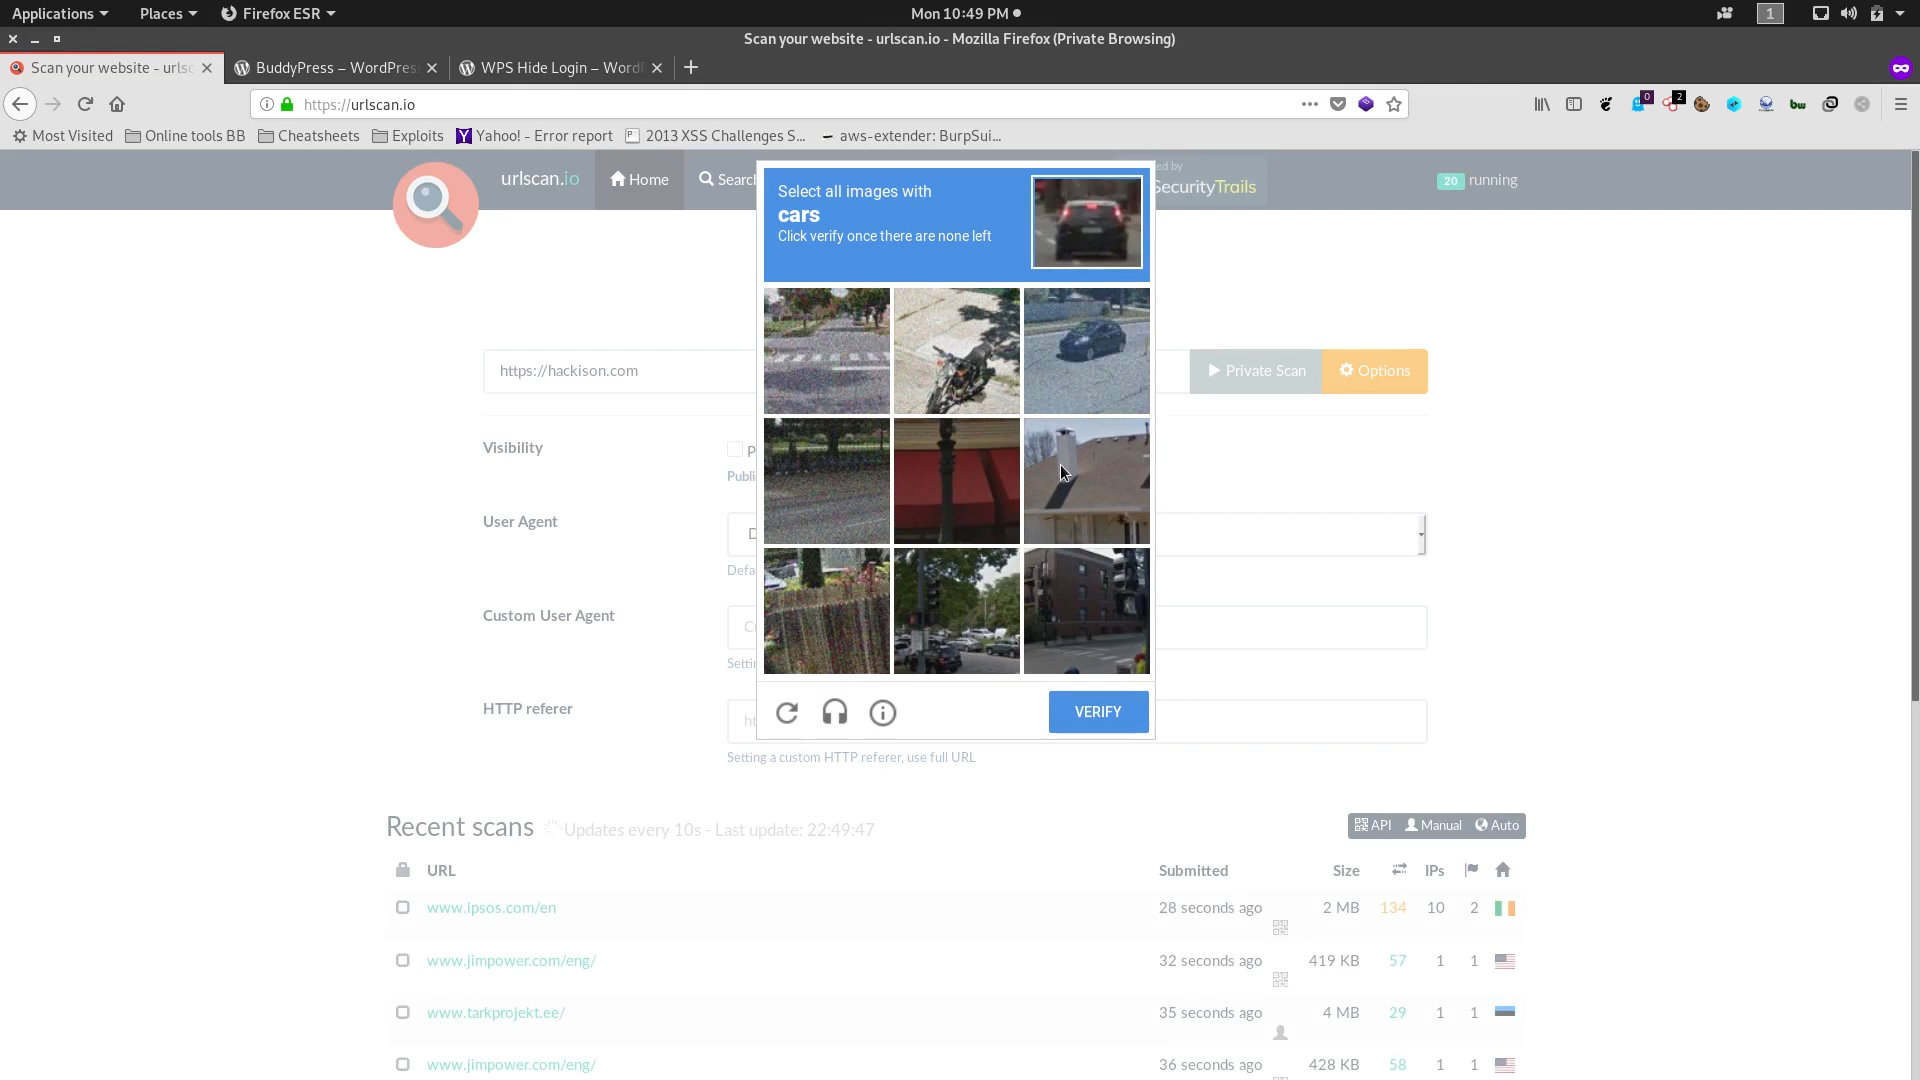 Applications Places Firefox ESR Mon 10:49 PM 1
Scan your website - urlscan.io - Mozilla Firefox (Private Browsing)
Scan your website - urlsc BuddyPress – WordPres WPS Hide Login – Word
https://urlscan.io 0 2 bw
Most Visited Online tools BB Cheatsheets Exploits Yahoo! - Error report 2013 XSS Challenges S... aws-extender: BurpSui...
urlscan.io Home Search ed by SecurityTrails 20 running
Select all images with
cars
Click verify once there are none left
https://hackison.com Private Scan Options
Visibility P
Publi
User Agent D
Defa
Custom User Agent C
Settin
HTTP referer ht
VERIFY
Setting a custom HTTP referer, use full URL
Recent scans Updates every 10s - Last update: 22:49:47 API Manual Auto
URL Submitted Size IPs
www.ipsos.com/en 28 seconds ago 2 MB 134 10 2
www.jimpower.com/eng/ 32 seconds ago 419 KB 57 1 1
www.tarkprojekt.ee/ 35 seconds ago 4 MB 29 1 1
www.jimpower.com/eng/ 36 seconds ago 428 KB 58 1 1